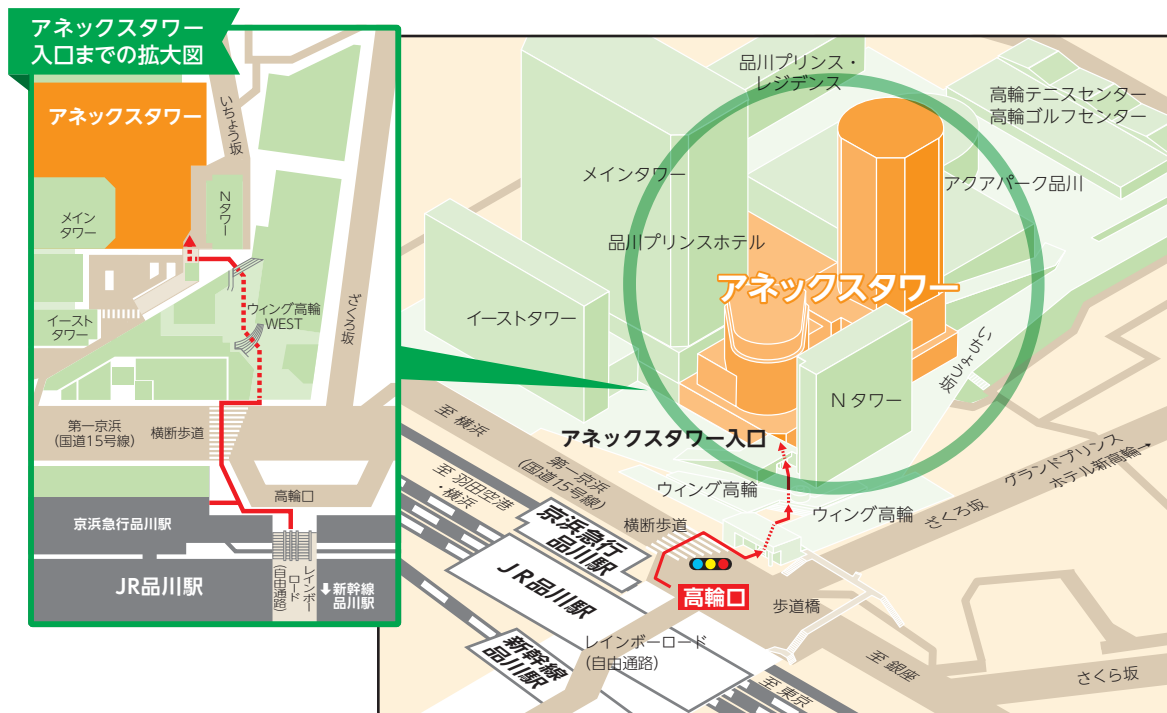 アネックスタワー
入口までの拡大図
アネックスタワー
いちょう坂
Nタワー
メイン
タワー
イースト
タワー
ウィング高輪
WEST
ざくろ坂
第一京浜
(国道15号線)
横断歩道
高輪口
京浜急行品川駅
JR品川駅
レインボー
ロード
(自由通路)
⬇新幹線
品川駅
品川プリンス・
レジデンス
高輪テニスセンター
高輪ゴルフセンター
メインタワー
アクアパーク品川
品川プリンスホテル
アネックスタワー
イーストタワー
いちょう坂
N タワー
至 横浜
アネックスタワー入口
第一京浜
(国道15号線)
至 羽田空港
・横浜
ウィング高輪
グランドプリンス
ホテル新高輪→
ざくろ坂
ウィング高輪
横断歩道
京浜急行
品川駅
JR品川駅
高輪口
歩道橋
レインボーロード
(自由通路)
新幹線
品川駅
至 銀座
至 東京
さくら坂